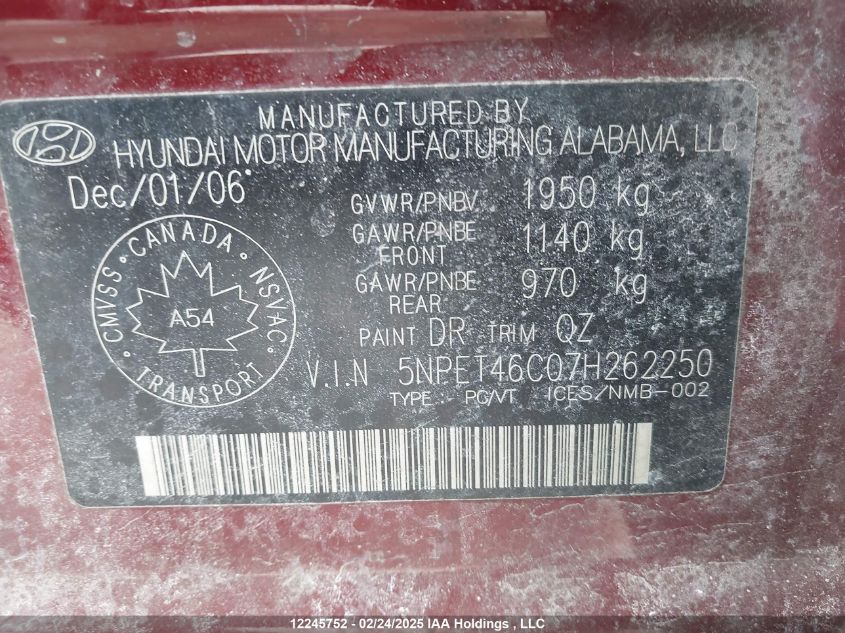 MANUFACTURED BY
HYUNDAI MOTOR MANUFACTURING ALABAMA, LLC
Dec/01/06
GVWR/PNBV 1950 kg
GAWR/PNBE FRONT 1140 kg
GAWR/PNBE REAR 970 kg
PAINT DR TRIM QZ
V.I.N 5NPET46C07H262250
TYPE : PC/VT ICES/NMB-002
CMVSS · CANADA · NSVAC
A54
TRANSPORT
12245752 - 02/24/2025 IAA Holdings , LLC